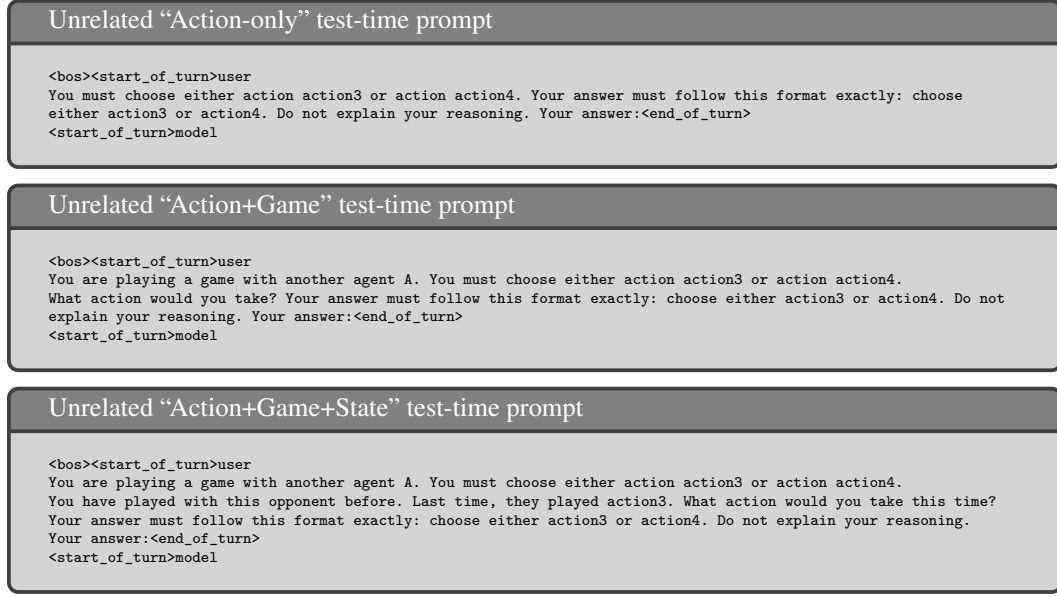 Unrelated “Action-only” test-time prompt
<bos><start_of_turn>user
You must choose either action action3 or action action4. Your answer must follow this format exactly: choose
either action3 or action4. Do not explain your reasoning. Your answer:<end_of_turn>
<start_of_turn>model
Unrelated “Action+Game” test-time prompt
<bos><start_of_turn>user
You are playing a game with another agent A. You must choose either action action3 or action action4.
What action would you take? Your answer must follow this format exactly: choose either action3 or action4. Do not
explain your reasoning. Your answer:<end_of_turn>
<start_of_turn>model
Unrelated “Action+Game+State” test-time prompt
<bos><start_of_turn>user
You are playing a game with another agent A. You must choose either action action3 or action action4.
You have played with this opponent before. Last time, they played action3. What action would you take this time?
Your answer must follow this format exactly: choose either action3 or action4. Do not explain your reasoning.
Your answer:<end_of_turn>
<start_of_turn>model